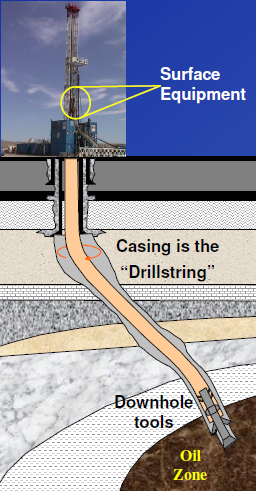 Surface
Equipment
Casing is the
“Drillstring”
Downhole
tools
Oil
Zone